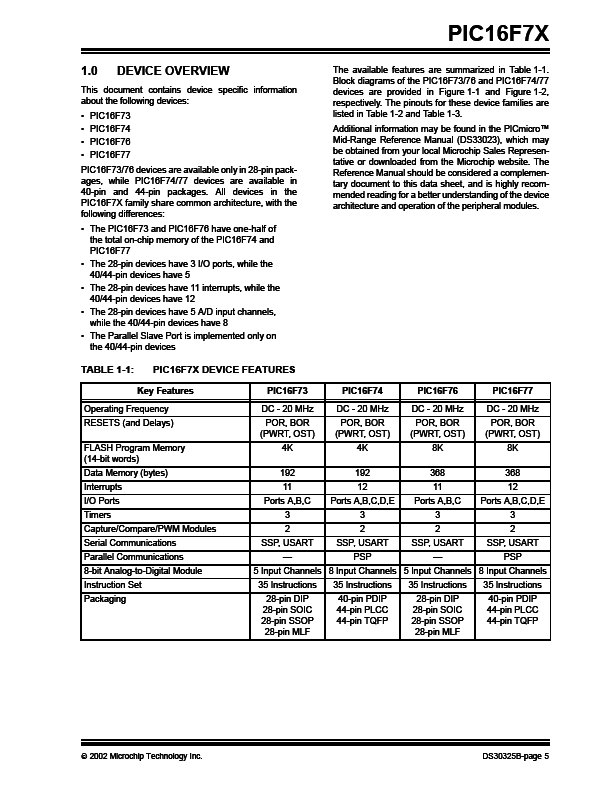 PIC16F7X
1.0 DEVICE OVERVIEW
This document contains device specific information
about the following devices:
• PIC16F73
• PIC16F74
• PIC16F76
• PIC16F77
PIC16F73/76 devices are available only in 28-pin pack-
ages, while PIC16F74/77 devices are available in
40-pin and 44-pin packages. All devices in the
PIC16F7X family share common architecture, with the
following differences:
• The PIC16F73 and PIC16F76 have one-half of
the total on-chip memory of the PIC16F74 and
PIC16F77
• The 28-pin devices have 3 I/O ports, while the
40/44-pin devices have 5
• The 28-pin devices have 11 interrupts, while the
40/44-pin devices have 12
• The 28-pin devices have 5 A/D input channels,
while the 40/44-pin devices have 8
• The Parallel Slave Port is implemented only on
the 40/44-pin devices
The available features are summarized in Table 1-1.
Block diagrams of the PIC16F73/76 and PIC16F74/77
devices are provided in Figure 1-1 and Figure 1-2,
respectively. The pinouts for these device families are
listed in Table 1-2 and Table 1-3.
Additional information may be found in the PICmicro™
Mid-Range Reference Manual (DS33023), which may
be obtained from your local Microchip Sales Represen-
tative or downloaded from the Microchip website. The
Reference Manual should be considered a complemen-
tary document to this data sheet, and is highly recom-
mended reading for a better understanding of the device
architecture and operation of the peripheral modules.
TABLE 1-1: PIC16F7X DEVICE FEATURES
Key Features PIC16F73 PIC16F74 PIC16F76 PIC16F77
Operating Frequency DC - 20 MHz DC - 20 MHz DC - 20 MHz DC - 20 MHz
RESETS (and Delays) POR, BOR POR, BOR POR, BOR POR, BOR
(PWRT, OST) (PWRT, OST) (PWRT, OST) (PWRT, OST)
FLASH Program Memory 4K 4K 8K 8K
(14-bit words)
Data Memory (bytes) 192 192 368 368
Interrupts 11 12 11 12
I/O Ports Ports A,B,C Ports A,B,C,D,E Ports A,B,C Ports A,B,C,D,E
Timers 3 3 3 3
Capture/Compare/PWM Modules 2 2 2 2
Serial Communications SSP, USART SSP, USART SSP, USART SSP, USART
Parallel Communications — PSP — PSP
8-bit Analog-to-Digital Module 5 Input Channels 8 Input Channels 5 Input Channels 8 Input Channels
Instruction Set 35 Instructions 35 Instructions 35 Instructions 35 Instructions
Packaging 28-pin DIP 40-pin PDIP 28-pin DIP 40-pin PDIP
28-pin SOIC 44-pin PLCC 28-pin SOIC 44-pin PLCC
28-pin SSOP 44-pin TQFP 28-pin SSOP 44-pin TQFP
28-pin MLF 28-pin MLF
© 2002 Microchip Technology Inc. DS30325B-page 5